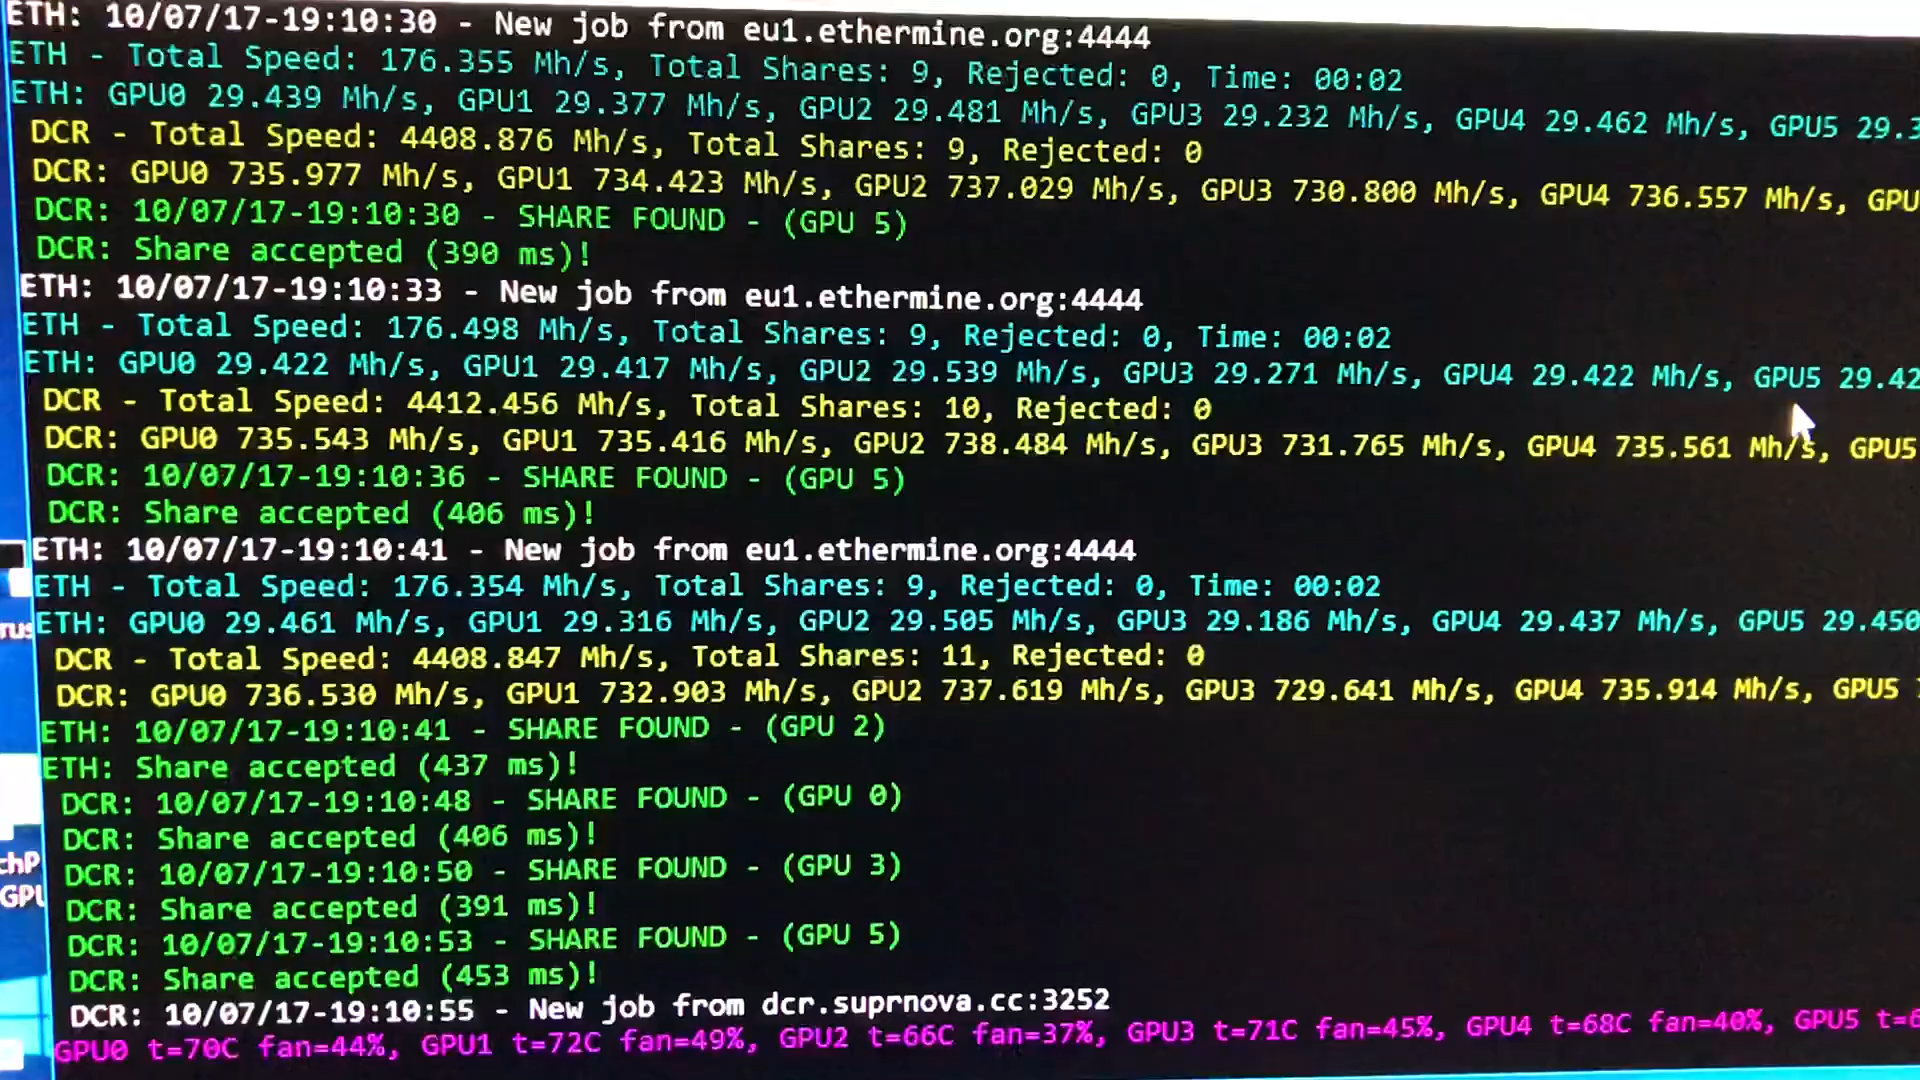 ETH: 10/07/17-19:10:30 - New job from eu1.ethermine.org:4444
ETH - Total Speed: 176.355 Mh/s, Total Shares: 9, Rejected: 0, Time: 00:02
ETH: GPU0 29.439 Mh/s, GPU1 29.377 Mh/s, GPU2 29.481 Mh/s, GPU3 29.232 Mh/s, GPU4 29.462 Mh/s, GPU5 29.3
DCR - Total Speed: 4408.876 Mh/s, Total Shares: 9, Rejected: 0
DCR: GPU0 735.977 Mh/s, GPU1 734.423 Mh/s, GPU2 737.029 Mh/s, GPU3 730.800 Mh/s, GPU4 736.557 Mh/s, GPU
DCR: 10/07/17-19:10:30 - SHARE FOUND - (GPU 5)
DCR: Share accepted (390 ms)!
ETH: 10/07/17-19:10:33 - New job from eu1.ethermine.org:4444
ETH - Total Speed: 176.498 Mh/s, Total Shares: 9, Rejected: 0, Time: 00:02
ETH: GPU0 29.422 Mh/s, GPU1 29.417 Mh/s, GPU2 29.539 Mh/s, GPU3 29.271 Mh/s, GPU4 29.422 Mh/s, GPU5 29.42
DCR - Total Speed: 4412.456 Mh/s, Total Shares: 10, Rejected: 0
DCR: GPU0 735.543 Mh/s, GPU1 735.416 Mh/s, GPU2 738.484 Mh/s, GPU3 731.765 Mh/s, GPU4 735.561 Mh/s, GPU5
DCR: 10/07/17-19:10:36 - SHARE FOUND - (GPU 5)
DCR: Share accepted (406 ms)!
ETH: 10/07/17-19:10:41 - New job from eu1.ethermine.org:4444
ETH - Total Speed: 176.354 Mh/s, Total Shares: 9, Rejected: 0, Time: 00:02
ETH: GPU0 29.461 Mh/s, GPU1 29.316 Mh/s, GPU2 29.505 Mh/s, GPU3 29.186 Mh/s, GPU4 29.437 Mh/s, GPU5 29.450
DCR - Total Speed: 4408.847 Mh/s, Total Shares: 11, Rejected: 0
DCR: GPU0 736.530 Mh/s, GPU1 732.903 Mh/s, GPU2 737.619 Mh/s, GPU3 729.641 Mh/s, GPU4 735.914 Mh/s, GPU5
ETH: 10/07/17-19:10:41 - SHARE FOUND - (GPU 2)
ETH: Share accepted (437 ms)!
DCR: 10/07/17-19:10:48 - SHARE FOUND - (GPU 0)
DCR: Share accepted (406 ms)!
DCR: 10/07/17-19:10:50 - SHARE FOUND - (GPU 3)
DCR: Share accepted (391 ms)!
DCR: 10/07/17-19:10:53 - SHARE FOUND - (GPU 5)
DCR: Share accepted (453 ms)!
DCR: 10/07/17-19:10:55 - New job from dcr.suprnova.cc:3252
GPU0 t=70C fan=44%, GPU1 t=72C fan=49%, GPU2 t=66C fan=37%, GPU3 t=71C fan=45%, GPU4 t=68C fan=40%, GPU5 t=6